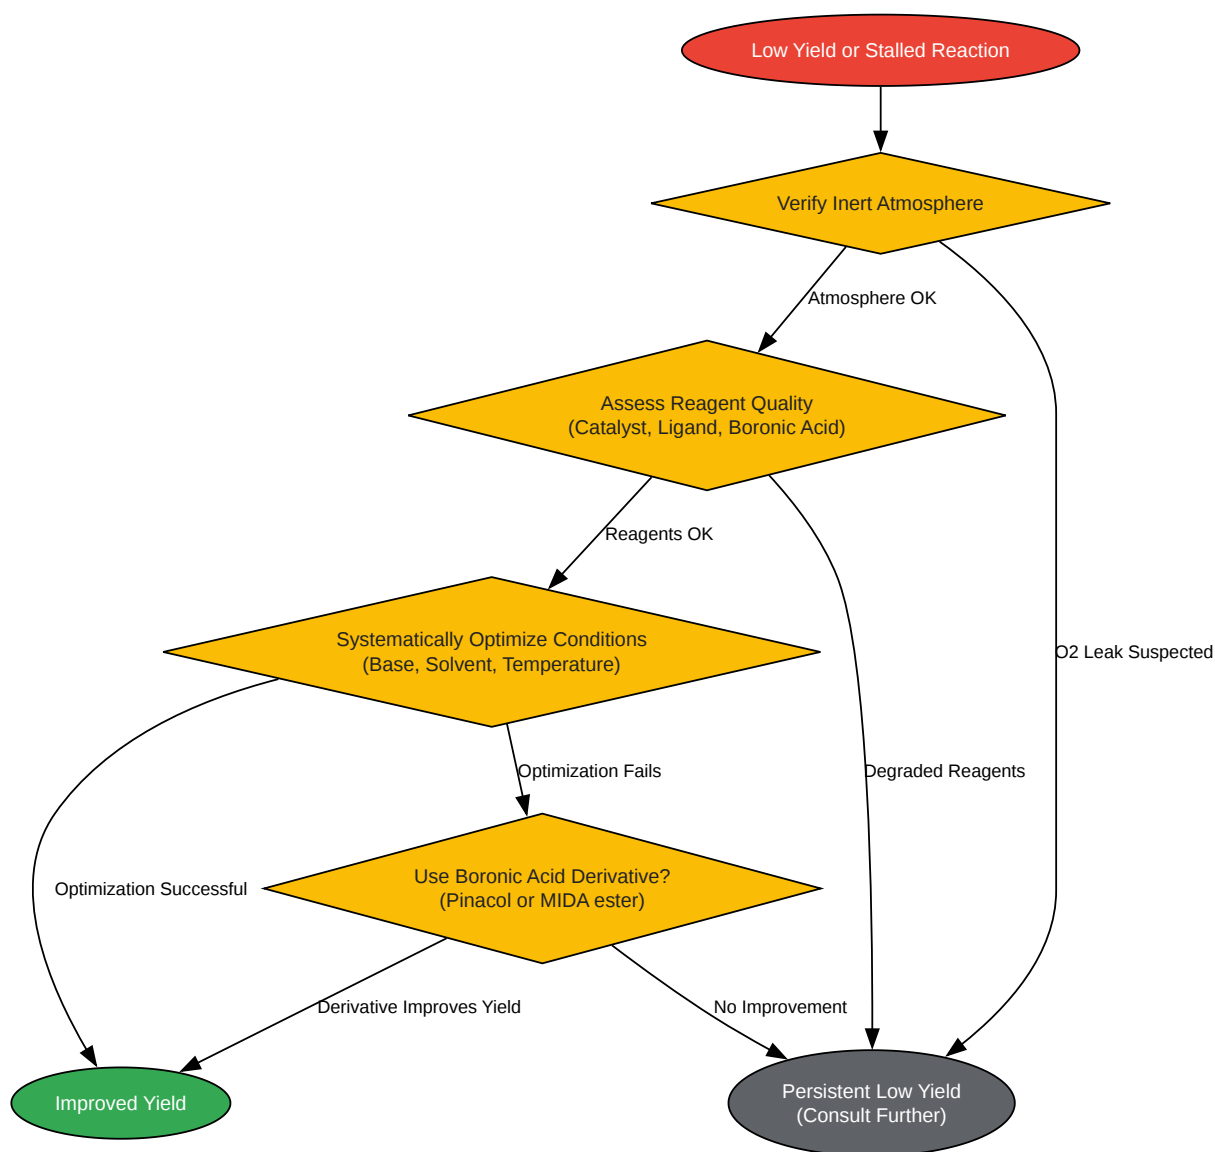 Low Yield or Stalled Reaction
Verify Inert Atmosphere
Atmosphere OK
Assess Reagent Quality
(Catalyst, Ligand, Boronic Acid)
Reagents OK
Systematically Optimize Conditions
(Base, Solvent, Temperature)
O2 Leak Suspected
Optimization Fails
Degraded Reagents
Use Boronic Acid Derivative?
(Pinacol or MIDA ester)
Optimization Successful
Derivative Improves Yield
No Improvement
Improved Yield
Persistent Low Yield
(Consult Further)